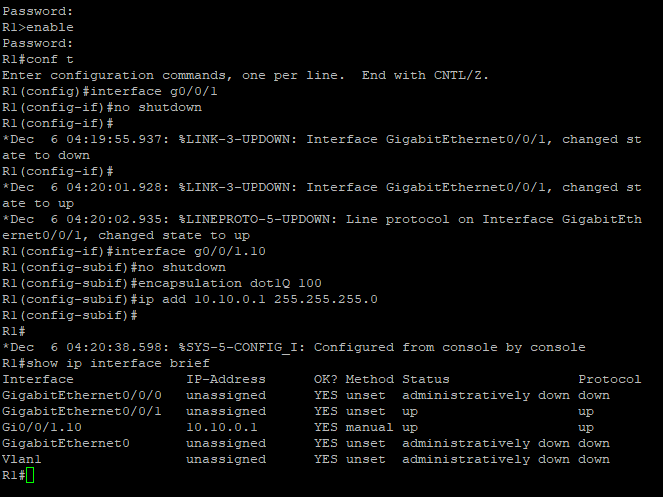 Password:
R1>enable
Password:
R1#conf t
Enter configuration commands, one per line.  End with CNTL/Z.
R1(config)#interface g0/0/1
R1(config-if)#no shutdown
R1(config-if)#
*Dec  6 04:19:55.937: %LINK-3-UPDOWN: Interface GigabitEthernet0/0/1, changed st
ate to down
R1(config-if)#
*Dec  6 04:20:01.928: %LINK-3-UPDOWN: Interface GigabitEthernet0/0/1, changed st
ate to up
*Dec  6 04:20:02.935: %LINEPROTO-5-UPDOWN: Line protocol on Interface GigabitEth
ernet0/0/1, changed state to up
R1(config-if)#interface g0/0/1.10
R1(config-subif)#no shutdown
R1(config-subif)#encapsulation dot1Q 100
R1(config-subif)#ip add 10.10.0.1 255.255.255.0
R1(config-subif)#
R1#
*Dec  6 04:20:38.598: %SYS-5-CONFIG_I: Configured from console by console
R1#show ip interface brief
Interface              IP-Address      OK? Method Status                Protocol
GigabitEthernet0/0/0   unassigned      YES unset  administratively down down
GigabitEthernet0/0/1   unassigned      YES unset  up                    up
Gi0/0/1.10             10.10.0.1       YES manual up                    up
GigabitEthernet0       unassigned      YES unset  administratively down down
Vlan1                  unassigned      YES unset  administratively down down
R1#